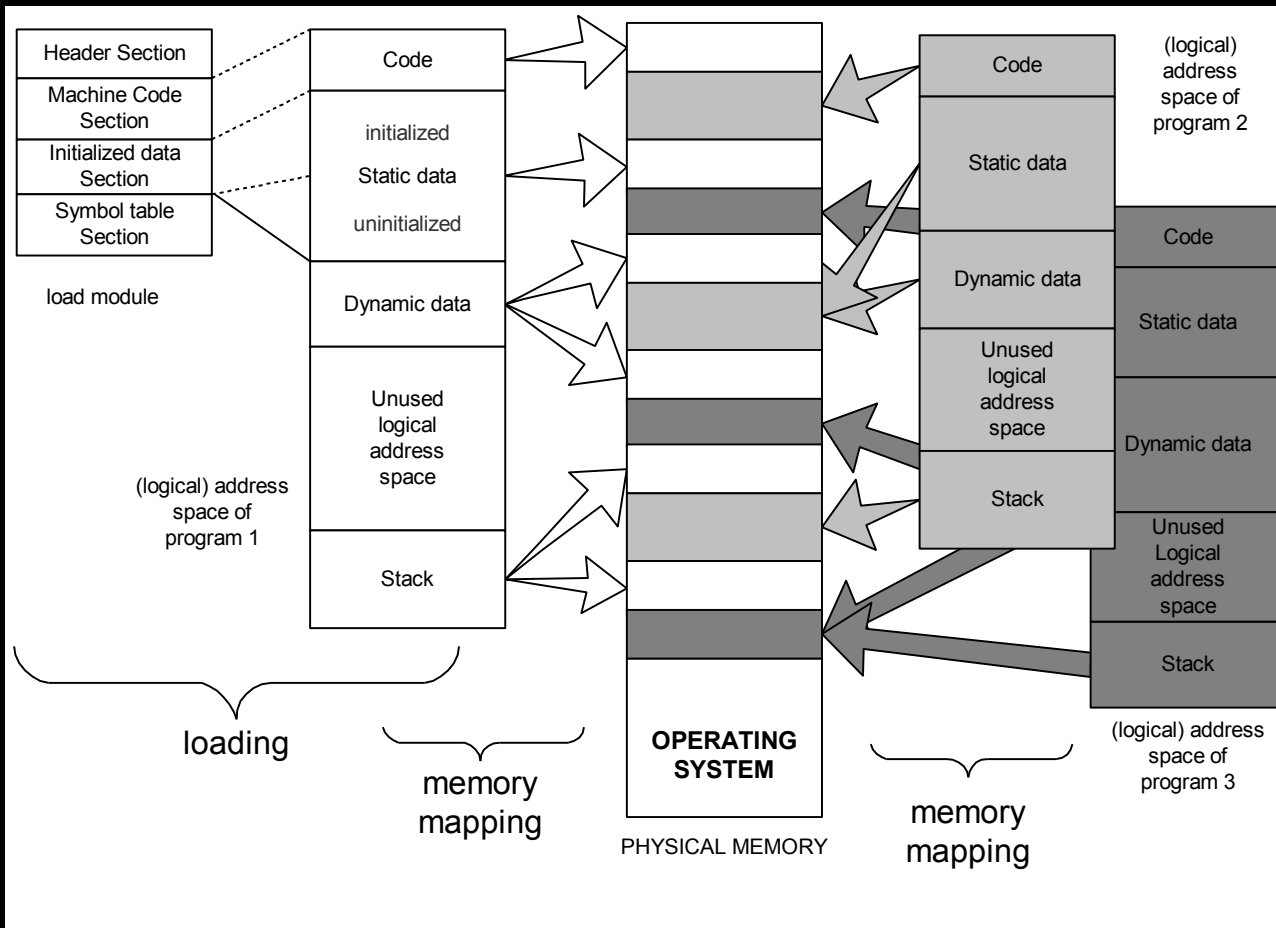 Header Section
Machine Code
Section
Initialized data
Section
Symbol table
Section
load module
Code
initialized
Static data
uninitialized
Dynamic data
Unused
logical
address
space
Stack
(logical) address
space of
program 1
loading
memory
mapping
OPERATING
SYSTEM
PHYSICAL MEMORY
Code
Static data
Dynamic data
Unused
logical
address
space
Stack
(logical)
address
space of
program 2
Code
Static data
Dynamic data
Unused
Logical
address
space
Stack
(logical) address
space of
program 3
memory
mapping